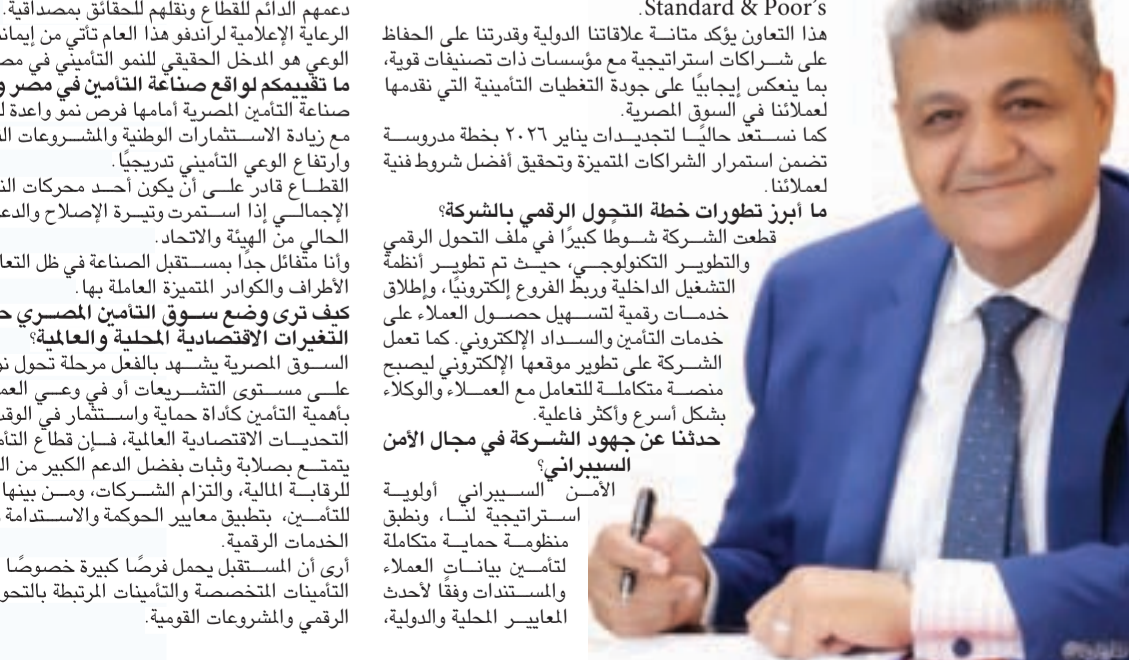 Standard & Poor's.
هذا التعاون يؤكد متانة علاقاتنا الدولية وقدرتنا على الحفاظ
على شراكات استراتيجية مع مؤسسات ذات تصنيفات قوية،
بما ينعكس إيجابيًا على جودة التغطيات التأمينية التي نقدمها
لعملائنا في السوق المصرية.
كما نستعد حاليًا لتجديدات يناير ٢٠٢٦ بخطة مدروسة
تضمن استمرار الشراكات المتميزة وتحقيق أفضل شروط فنية
لعملائنا.
ما أبرز تطورات خطة التحول الرقمي بالشركة؟
قطعت الشركة شوطًا كبيرًا في ملف التحول الرقمي
والتطوير التكنولوجي، حيث تم تطوير أنظمة
التشغيل الداخلية وربط الفروع إلكترونيًا، وإطلاق
خدمات رقمية لتسهيل حصول العملاء على
خدمات التأمين والسداد الإلكتروني. كما تعمل
الشركة على تطوير موقعها الإلكتروني ليصبح
منصة متكاملة للتعامل مع العملاء والوكلاء
بشكل أسرع وأكثر فاعلية.
حدثنا عن جهود الشركة في مجال الأمن
السيبراني؟
الأمن السيبراني أولوية
استراتيجية لنا، ونطبق
منظومة حماية متكاملة
لتأمين بيانات العملاء
والمستندات وفقًا لأحدث
المعايير المحلية والدولية،
دعمهم الدائم للقطاع ونقلهم للحقائق بمصداقية.
الرعاية الإعلامية لراندفو هذا العام تأتي من
الوعي هو المدخل الحقيقي للنمو التأميني في
ما تقييمكم لواقع صناعة التأمين في مصر
صناعة التأمين المصرية أمامها فرص نمو واعدة
مع زيادة الاستثمارات الوطنية والمشروعات
وارتفاع الوعي التأميني تدريجيًا.
القطاع قادر على أن يكون أحد محركات
الإجمالي إذا استمرت وتيرة الإصلاح
الحالي من الهيئة والاتحاد.
وأنا متفائل جدًا بمستقبل الصناعة في ظل
الأطراف والكوادر المتميزة العاملة بها.
كيف ترى وضع سوق التأمين المصري
التغيرات الاقتصادية المحلية والعالمية؟
السوق المصرية يشهد بالفعل مرحلة تحول
على مستوى التشريعات أو في وعي
بأهمية التأمين كأداة حماية واستثمار في
التحديات الاقتصادية العالمية، فإن قطاع
يتمتع بصلابة وثبات بفضل الدعم الكبير من
للرقابة المالية، والتزام الشركات، ومن بينها
للتأمين، بتطبيق معايير الحوكمة والاستدامة
الخدمات الرقمية.
أرى أن المستقبل يحمل فرصًا كبيرة خصوصًا
التأمينات المتخصصة والتأمينات المرتبطة
الرقمي والمشروعات القومية.